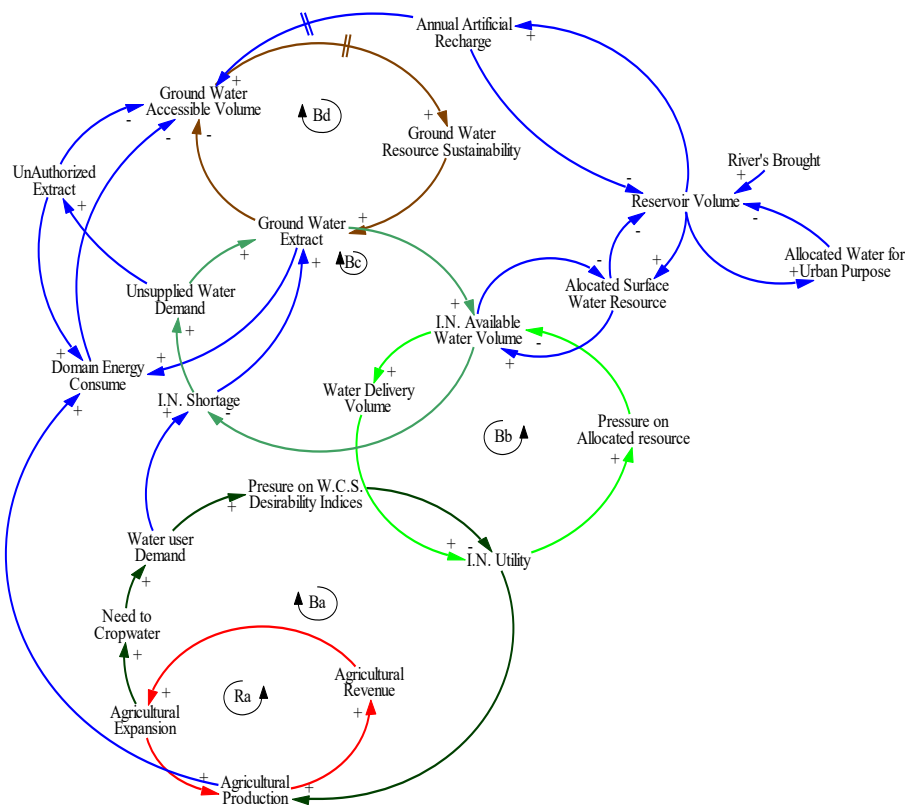 Annual Artificial
Recharge
+
+
Ground Water
Accessible Volume
Bd
+
Ground Water
Resource Sustainability
-
-
-
UnAuthorized
Extract
+
River's Brought
+
-
Reservoir Volume
-
-
Ground Water
Extract
+
+
+
Bc
Allocated Water for
+Urban Purpose
-
+
Alocated Surface
Water Resource
Unsupplied Water
Demand
+
+
I.N. Available
Water Volume
-
+
+
Domain Energy
Consume
+
+
+
Water Delivery
Volume
I.N. Shortage
-
+
+
Bb
Pressure on
Allocated resource
+
Presure on W.C.S.
Desirability Indices
+
Water user
Demand
+
+
-
I.N. Utility
Need to
Cropwater
+
Ba
Agricultural
Revenue
+
+
Ra
Agricultural
Expansion
+
Agricultural
Production
+